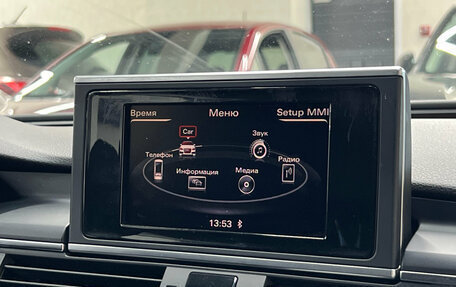 Время Меню Setup MMI
Car Звук
Телефон Радио
Информация Медиа
13:53